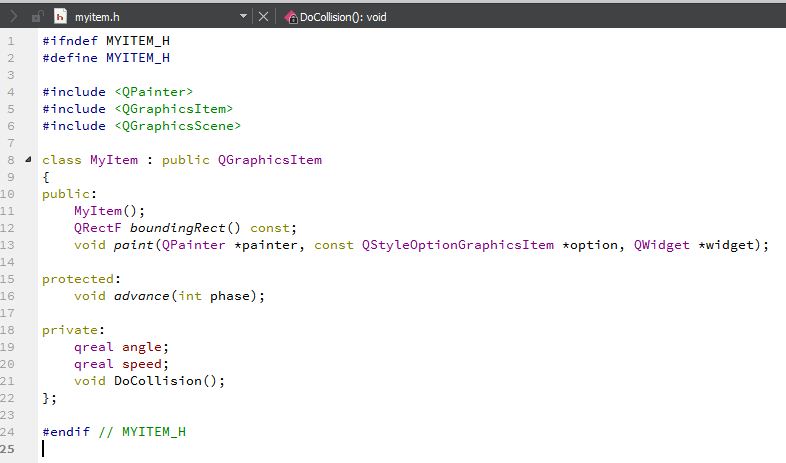 myitem.h
DoCollision(): void
1 #ifndef MYITEM_H
2 #define MYITEM_H
3
4 #include <QPainter>
5 #include <QGraphicsItem>
6 #include <QGraphicsScene>
7
8 class MyItem : public QGraphicsItem
9 {
10 public:
11     MyItem();
12     QRectF boundingRect() const;
13     void paint(QPainter *painter, const QStyleOptionGraphicsItem *option, QWidget *widget);
14
15 protected:
16     void advance(int phase);
17
18 private:
19     qreal angle;
20     qreal speed;
21     void DoCollision();
22 };
23
24 #endif // MYITEM_H
25